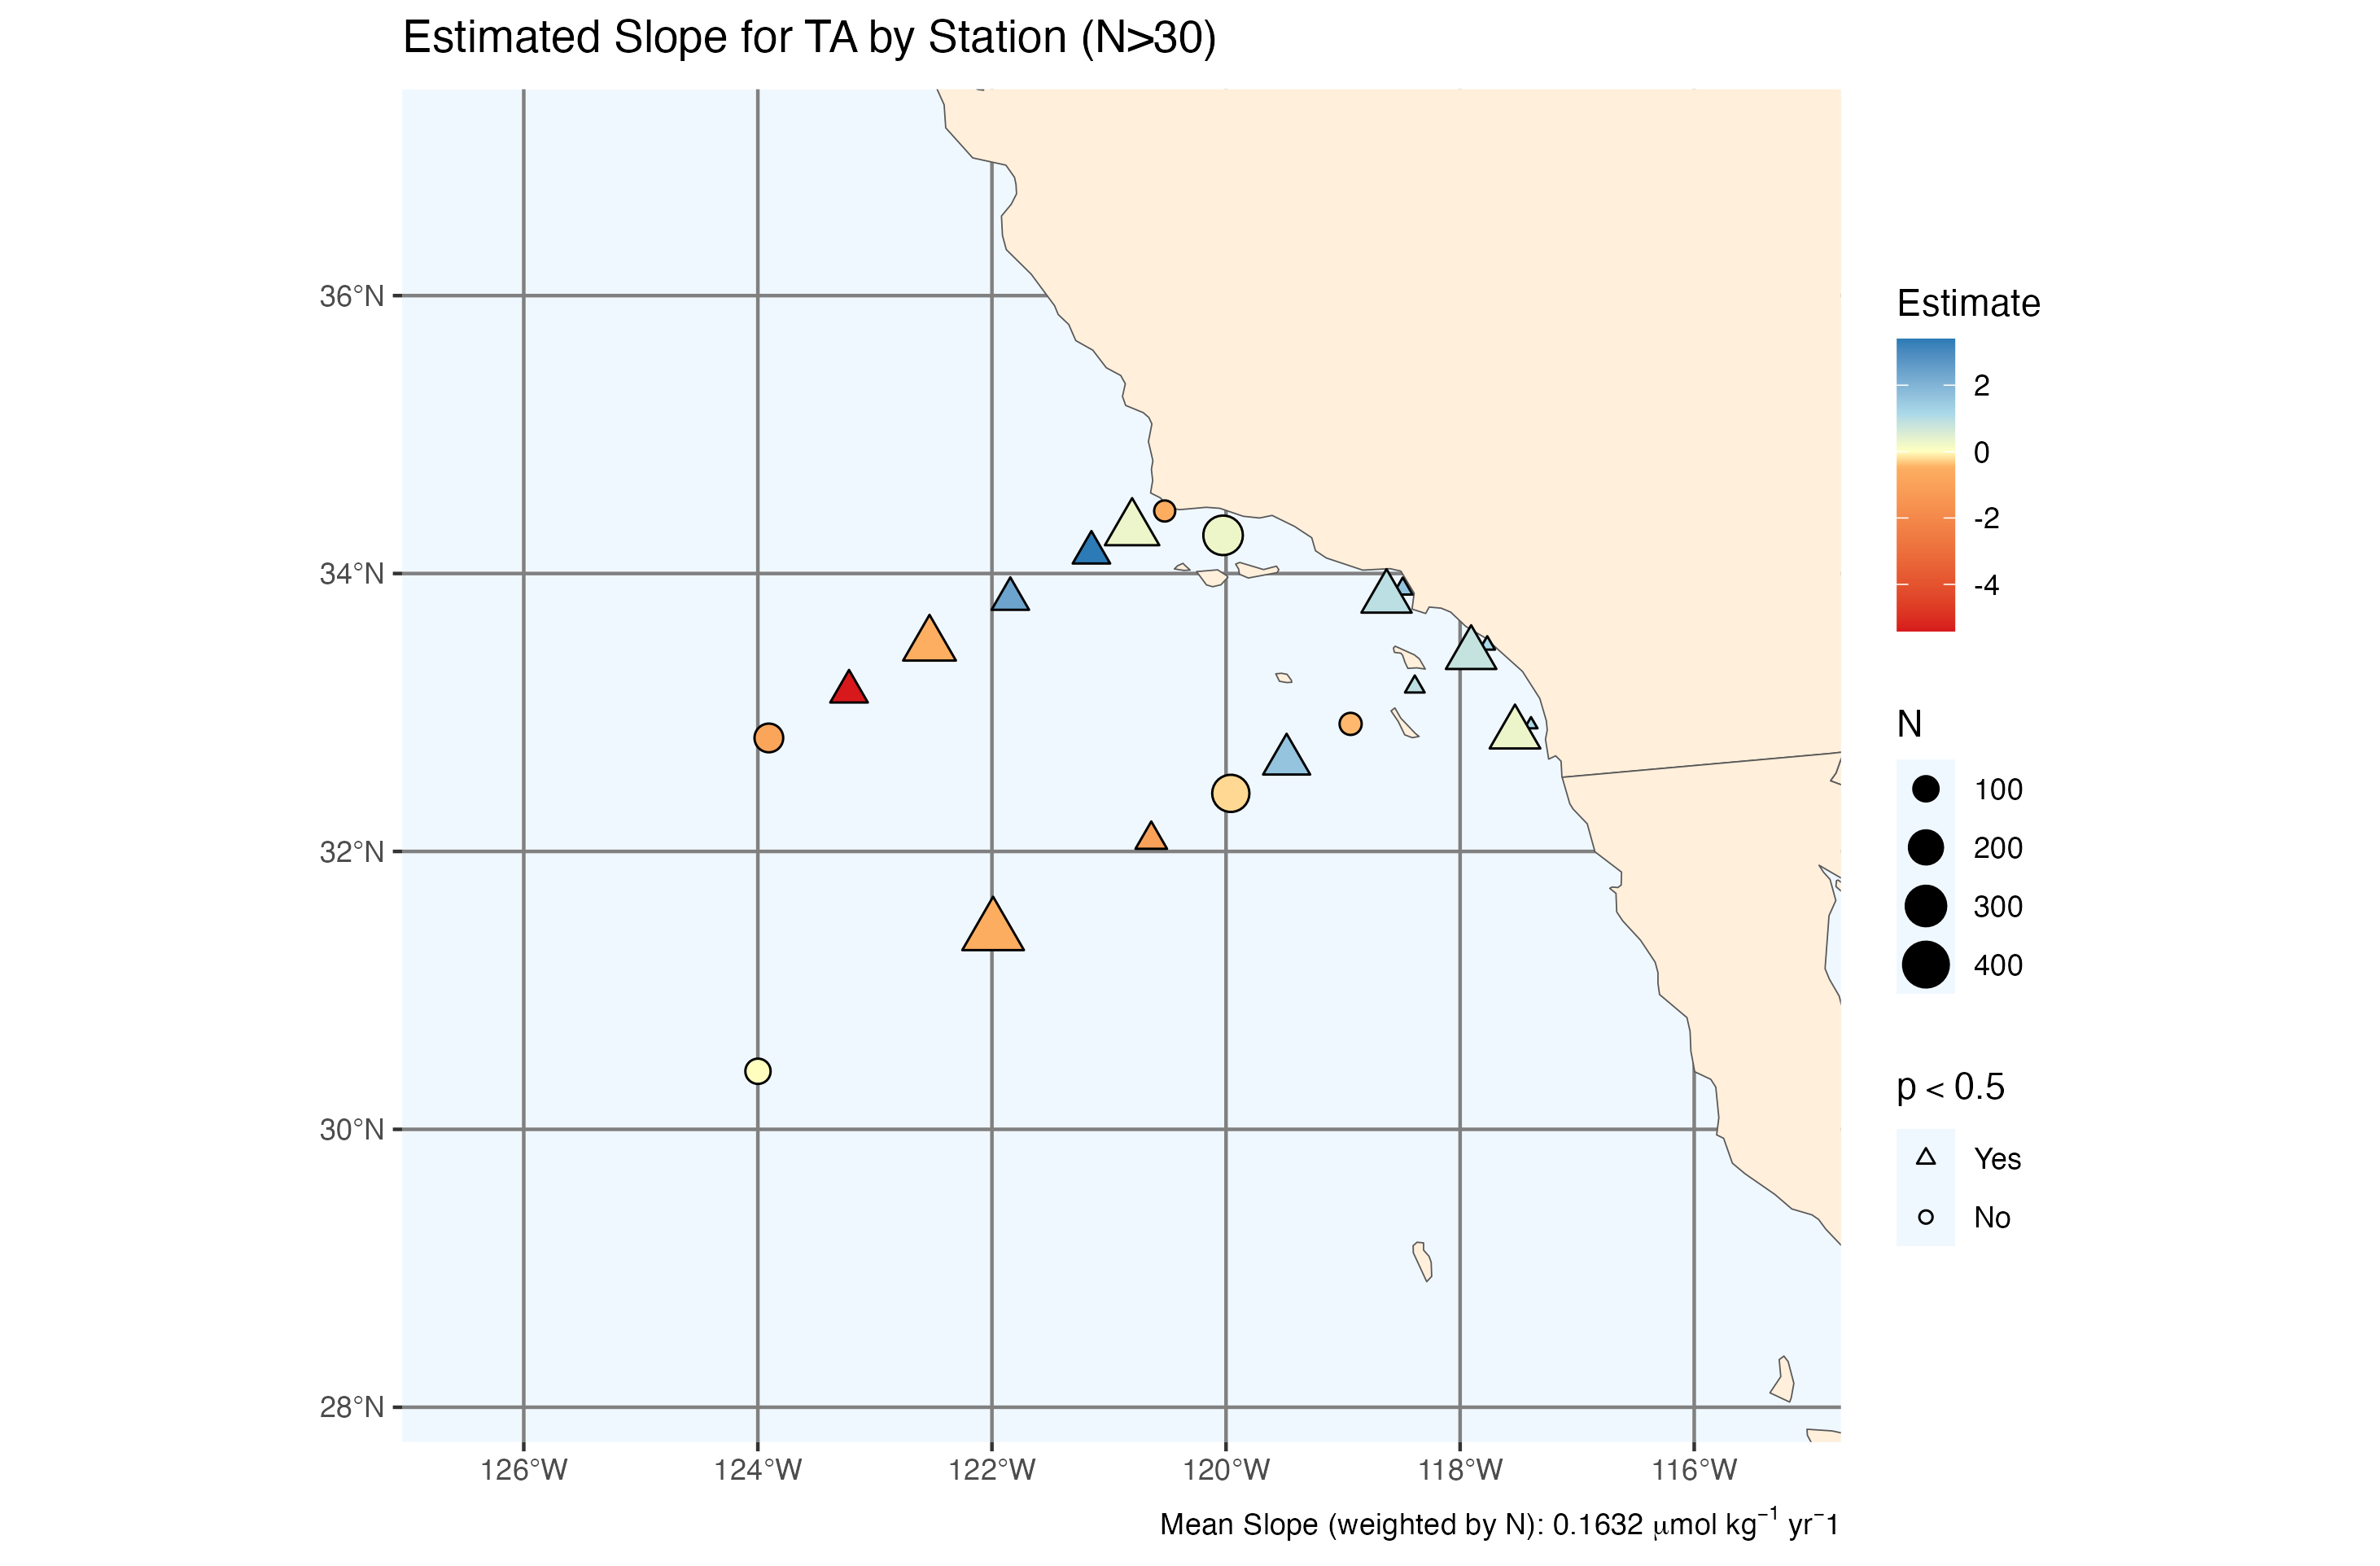 Estimated Slope for TA by Station (N>30)
36°N
34°N
32°N
30°N
28°N
126°W
124°W
122°W
120°W
118°W
116°W
Estimate
2
0
-2
-4
N
100
200
300
400
p < 0.5
Yes
No
Mean Slope (weighted by N): 0.1632 μmol kg⁻¹ yr⁻1